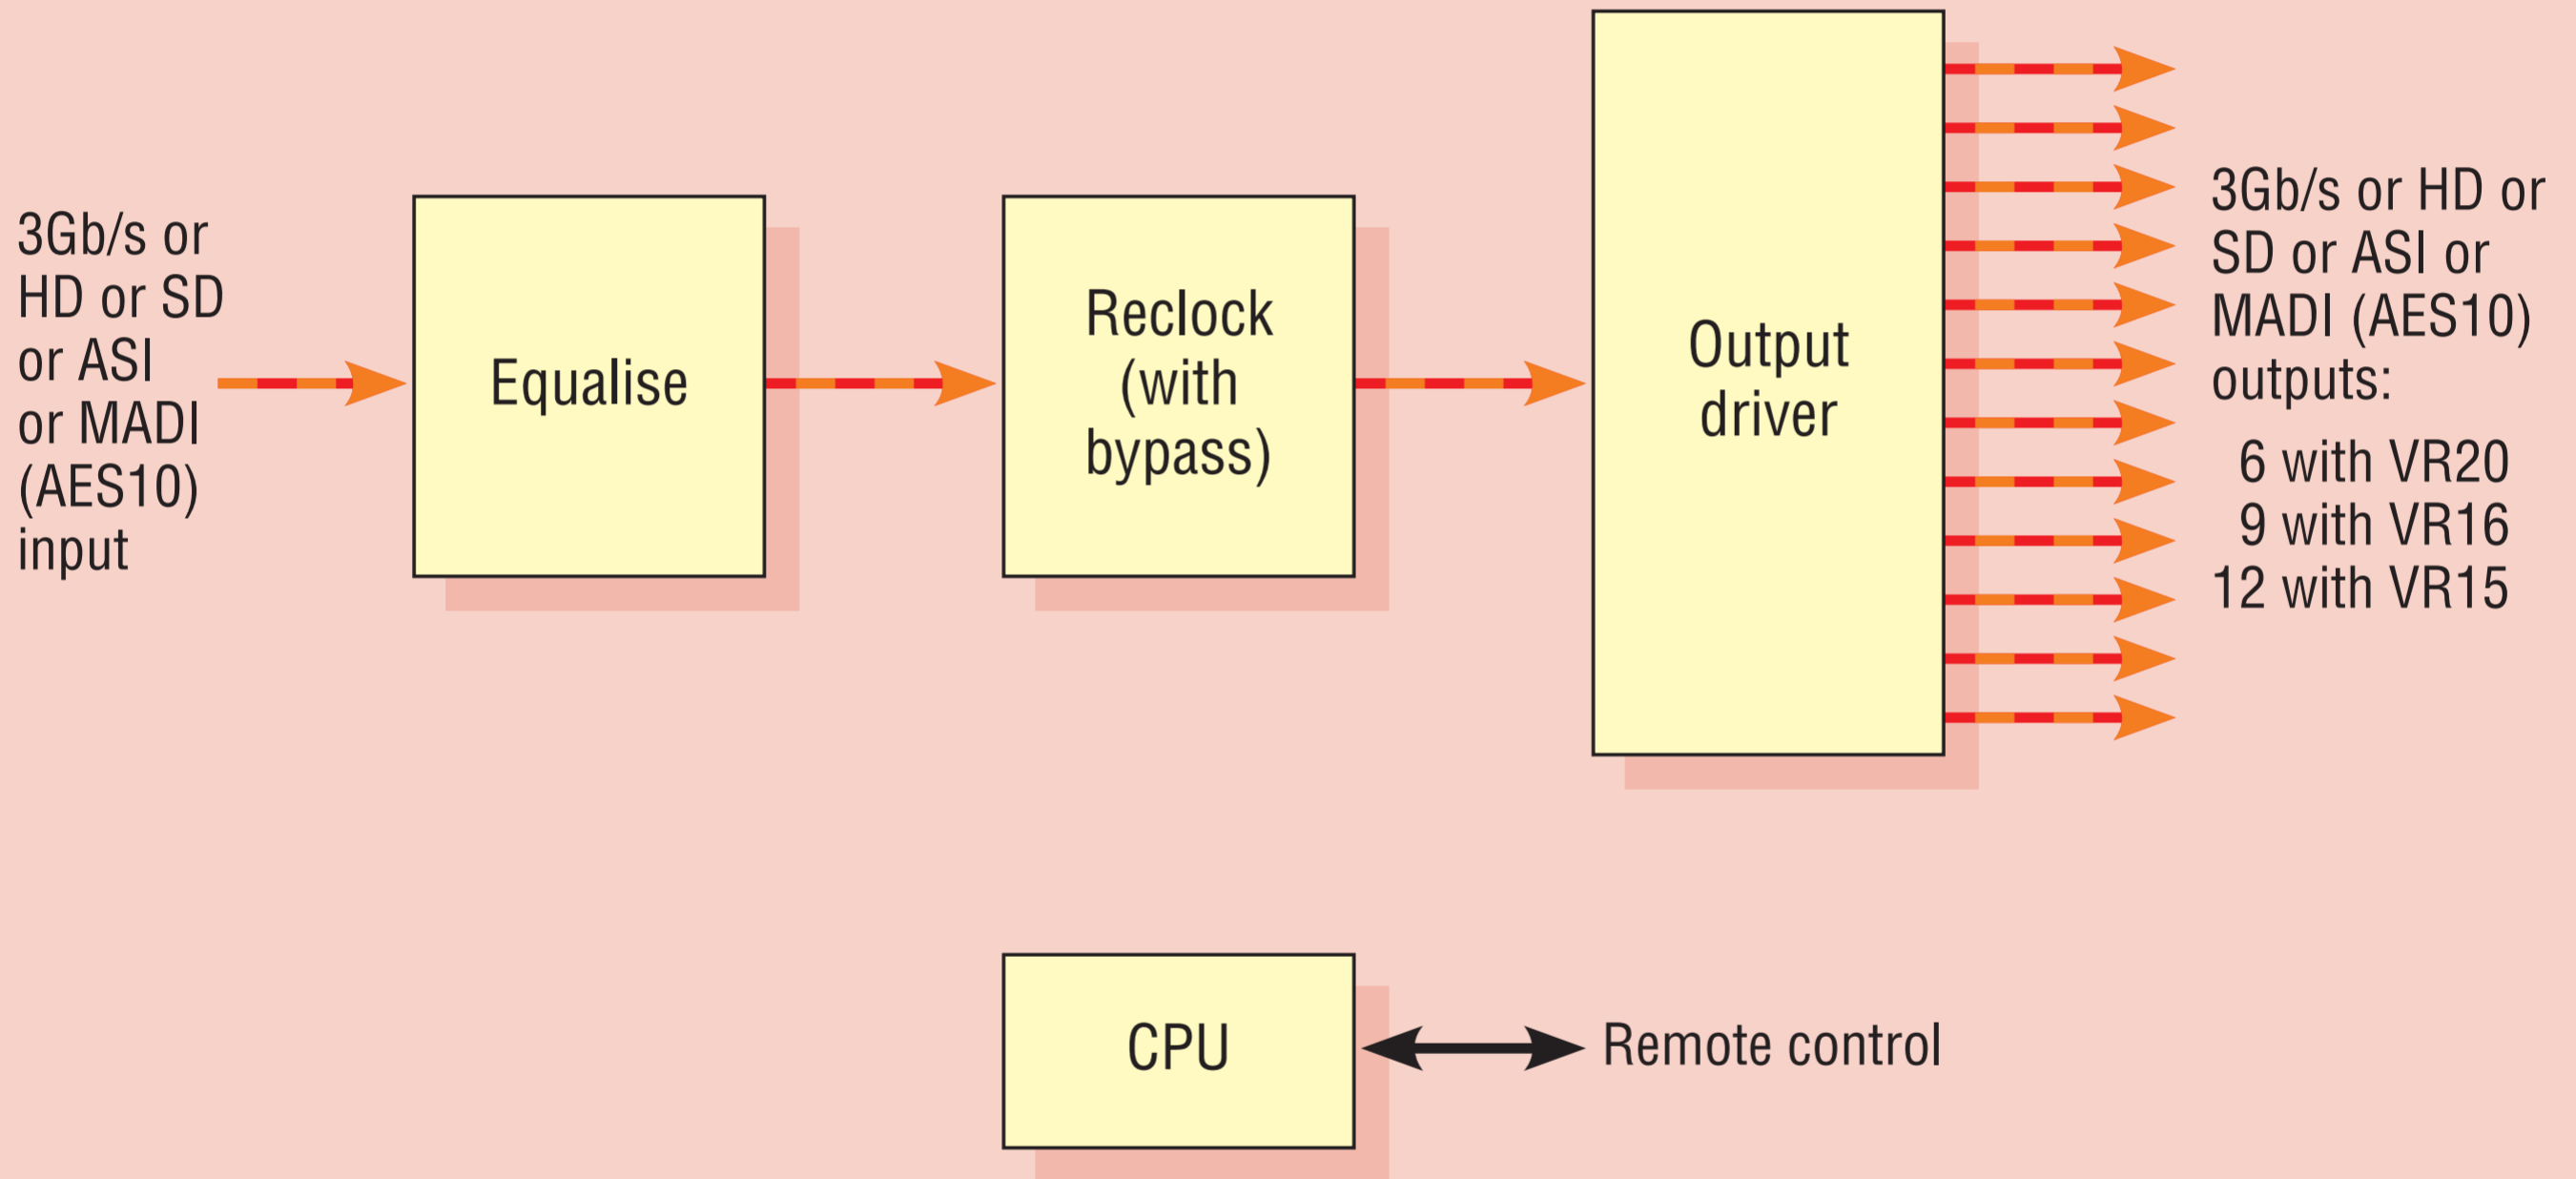 3Gb/s or
HD or SD
or ASI
or MADI
(AES10)
input
Equalise
Reclock
(with
bypass)
Output
driver
3Gb/s or HD or
SD or ASI or
MADI (AES10)
outputs:
6 with VR20
9 with VR16
12 with VR15
CPU
Remote control